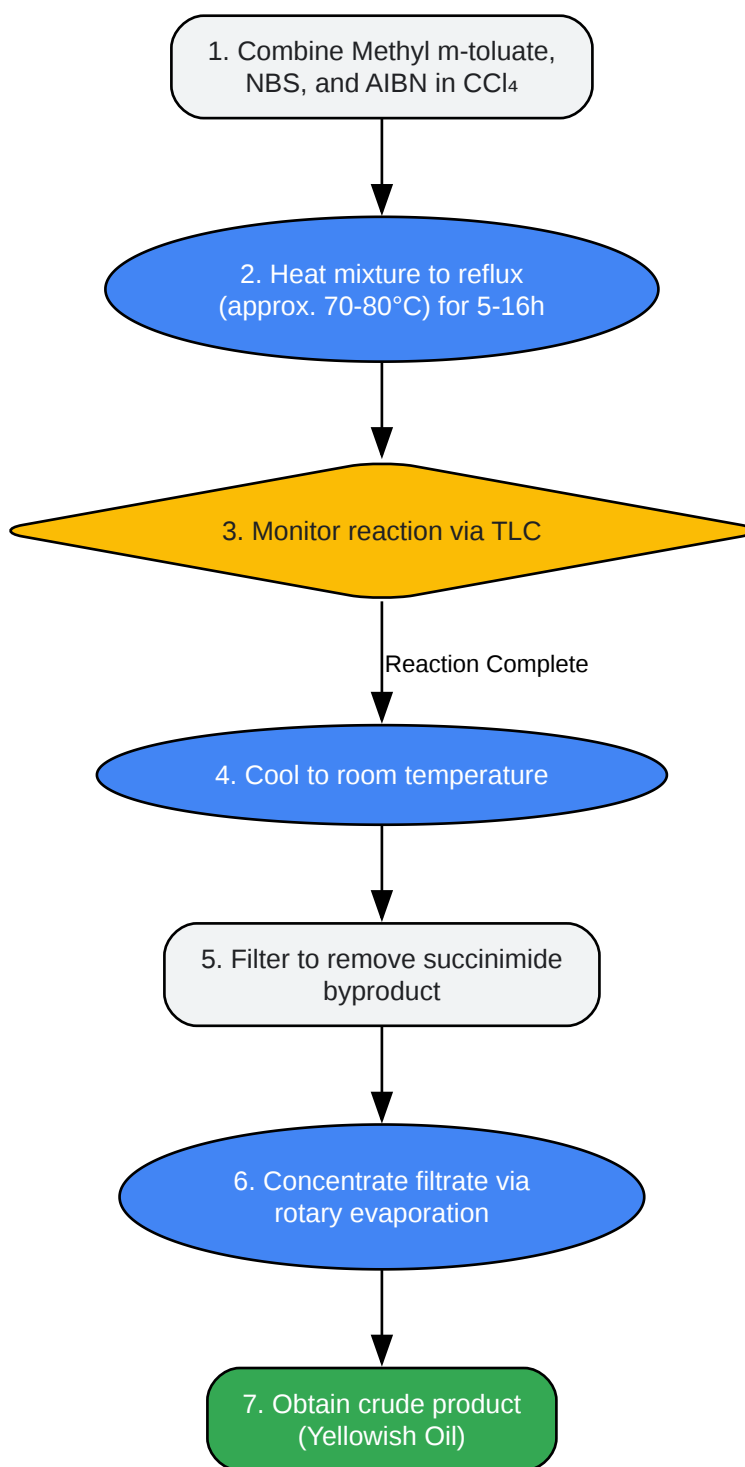 1. Combine Methyl m-toluate,
NBS, and AIBN in CCl₄
2. Heat mixture to reflux
(approx. 70-80°C) for 5-16h
3. Monitor reaction via TLC
Reaction Complete
4. Cool to room temperature
5. Filter to remove succinimide
byproduct
6. Concentrate filtrate via
rotary evaporation
7. Obtain crude product
(Yellowish Oil)